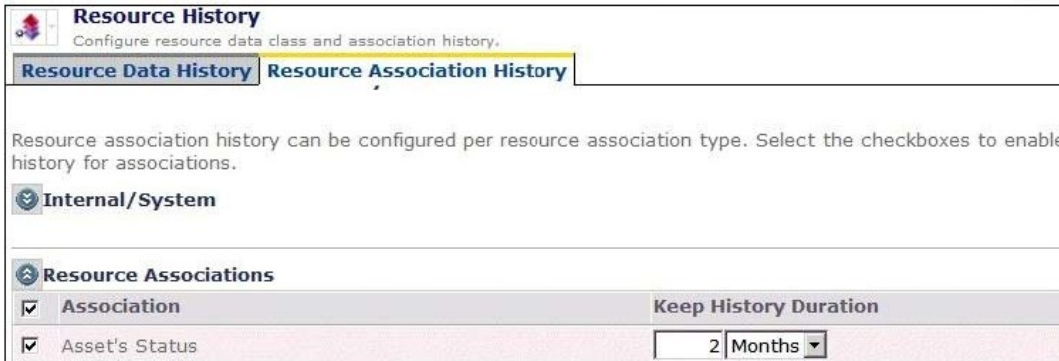 Resource History
Configure resource data class and association history.
Resource Data History Resource Association History
Resource association history can be configured per resource association type. Select the checkboxes to enable
history for associations.
Internal/System
Resource Associations
Association Keep History Duration
Asset's Status 2 Months